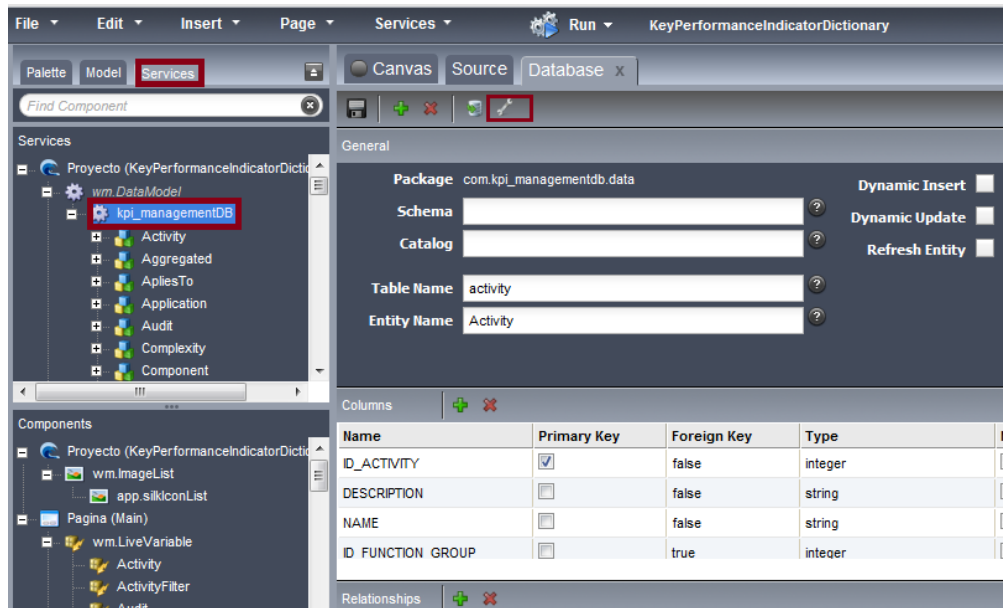 File Edit Insert Page Services Run KeyPerformanceIndicatorDictionary
Palette Model Services
Canvas Source Database x
Find Component
Services
Proyecto (KeyPerformanceIndicatorDictio
wm.DataModel
kpi_managementDB
Activity
Aggregated
ApliesTo
Application
Audit
Complexity
Component
General
Package com.kpi_managementdb.data
Schema
Catalog
Table Name activity
Entity Name Activity
Dynamic Insert
Dynamic Update
Refresh Entity
Components
Proyecto (KeyPerformanceIndicatorDictio
wm.ImageList
app.silkIconList
Pagina (Main)
wm.LiveVariable
Activity
ActivityFilter
Audit
Columns
Name Primary Key Foreign Key Type
ID_ACTIVITY false integer
DESCRIPTION false string
NAME false string
ID_FUNCTION_GROUP true integer
Relationships